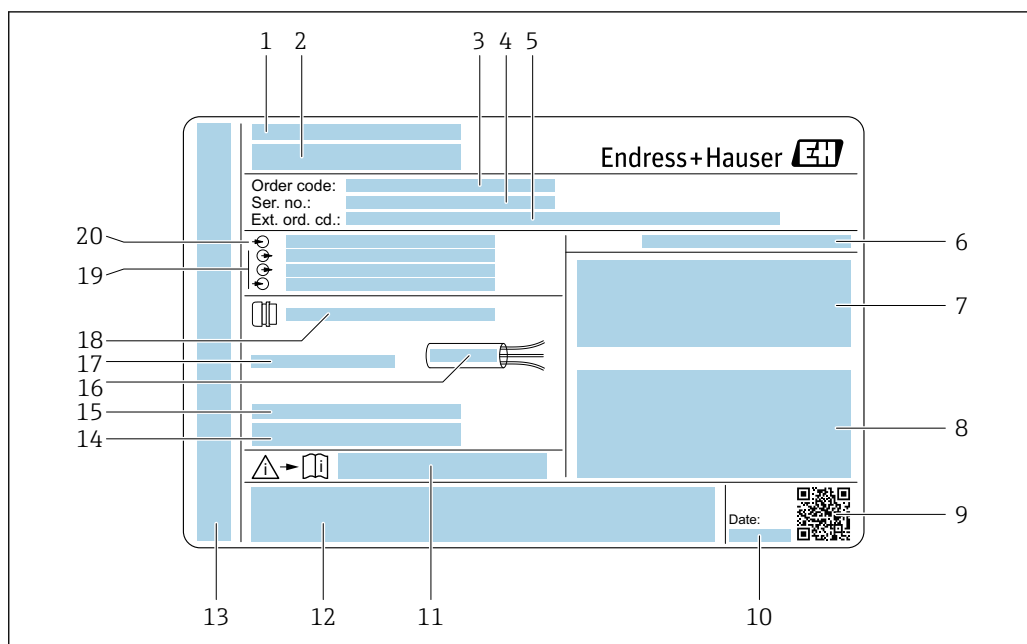 1 2 3 4 5
Endress+Hauser EH
Order code:
Ser. no.:
Ext. ord. cd.:
20
6
19
i
7
18
17
16
15
14
8
i i
Date:
9
13 12 11 10